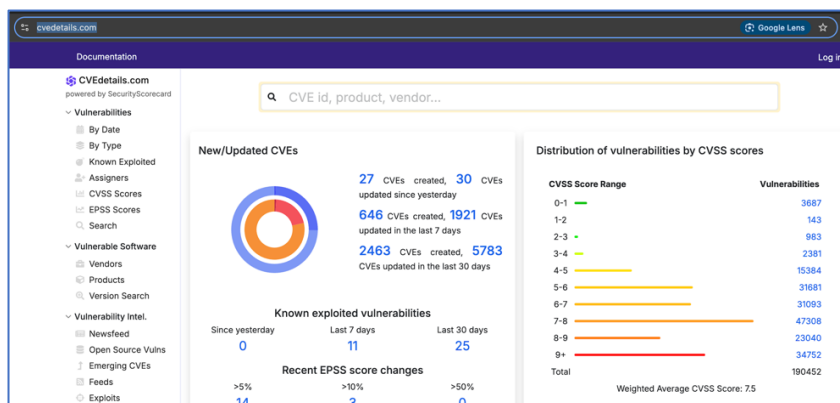 cvedetails.com
Google Lens
Documentation
Log in
CVEdetails.com
powered by SecurityScorecard
Vulnerabilities
By Date
By Type
Known Exploited
Assigners
CVSS Scores
EPSS Scores
Search
Vulnerable Software
Vendors
Products
Version Search
Vulnerability Intel.
Newsfeed
Open Source Vulns
Emerging CVEs
Feeds
Exploits
CVE id, product, vendor...
New/Updated CVEs
27 CVEs created, 30 CVEs
updated since yesterday
646 CVEs created, 1921 CVEs
updated in the last 7 days
2463 CVEs created, 5783
CVEs updated in the last 30 days
Known exploited vulnerabilities
Since yesterday Last 7 days Last 30 days
0 11 25
Recent EPSS score changes
>5% >10% >50%
14 3 0
Distribution of vulnerabilities by CVSS scores
CVSS Score Range Vulnerabilities
0-1 3687
1-2 143
2-3 983
3-4 2381
4-5 15384
5-6 31681
6-7 31093
7-8 47308
8-9 23040
9+ 34752
Total 190452
Weighted Average CVSS Score: 7.5